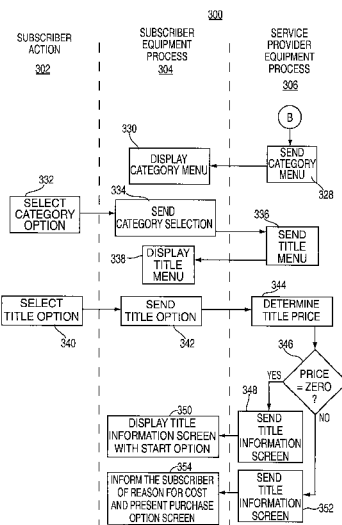 300
SUBSCRIBER
ACTION
302
SUBSCRIBER
EQUIPMENT
PROCESS
304
SERVICE
PROVIDER
EQUIPMENT
PROCESS
306
B
SEND
CATEGORY
MENU
328
330
DISPLAY
CATEGORY MENU
332
SELECT
CATEGORY
OPTION
334
SEND
CATEGORY SELECTION
336
SEND
TITLE
MENU
338
DISPLAY
TITLE
MENU
SELECT
TITLE OPTION
340
SEND
TITLE OPTION
342
344
DETERMINE
TITLE PRICE
346
PRICE
= ZERO
?
YES
NO
348
SEND
TITLE
INFORMATION
SCREEN
350
DISPLAY TITLE
INFORMATION SCREEN
WITH START OPTION
SEND
TITLE
INFORMATION
SCREEN
352
354
INFORM THE SUBSCRIBER
OF REASON FOR COST
AND PRESENT PURCHASE
OPTION SCREEN